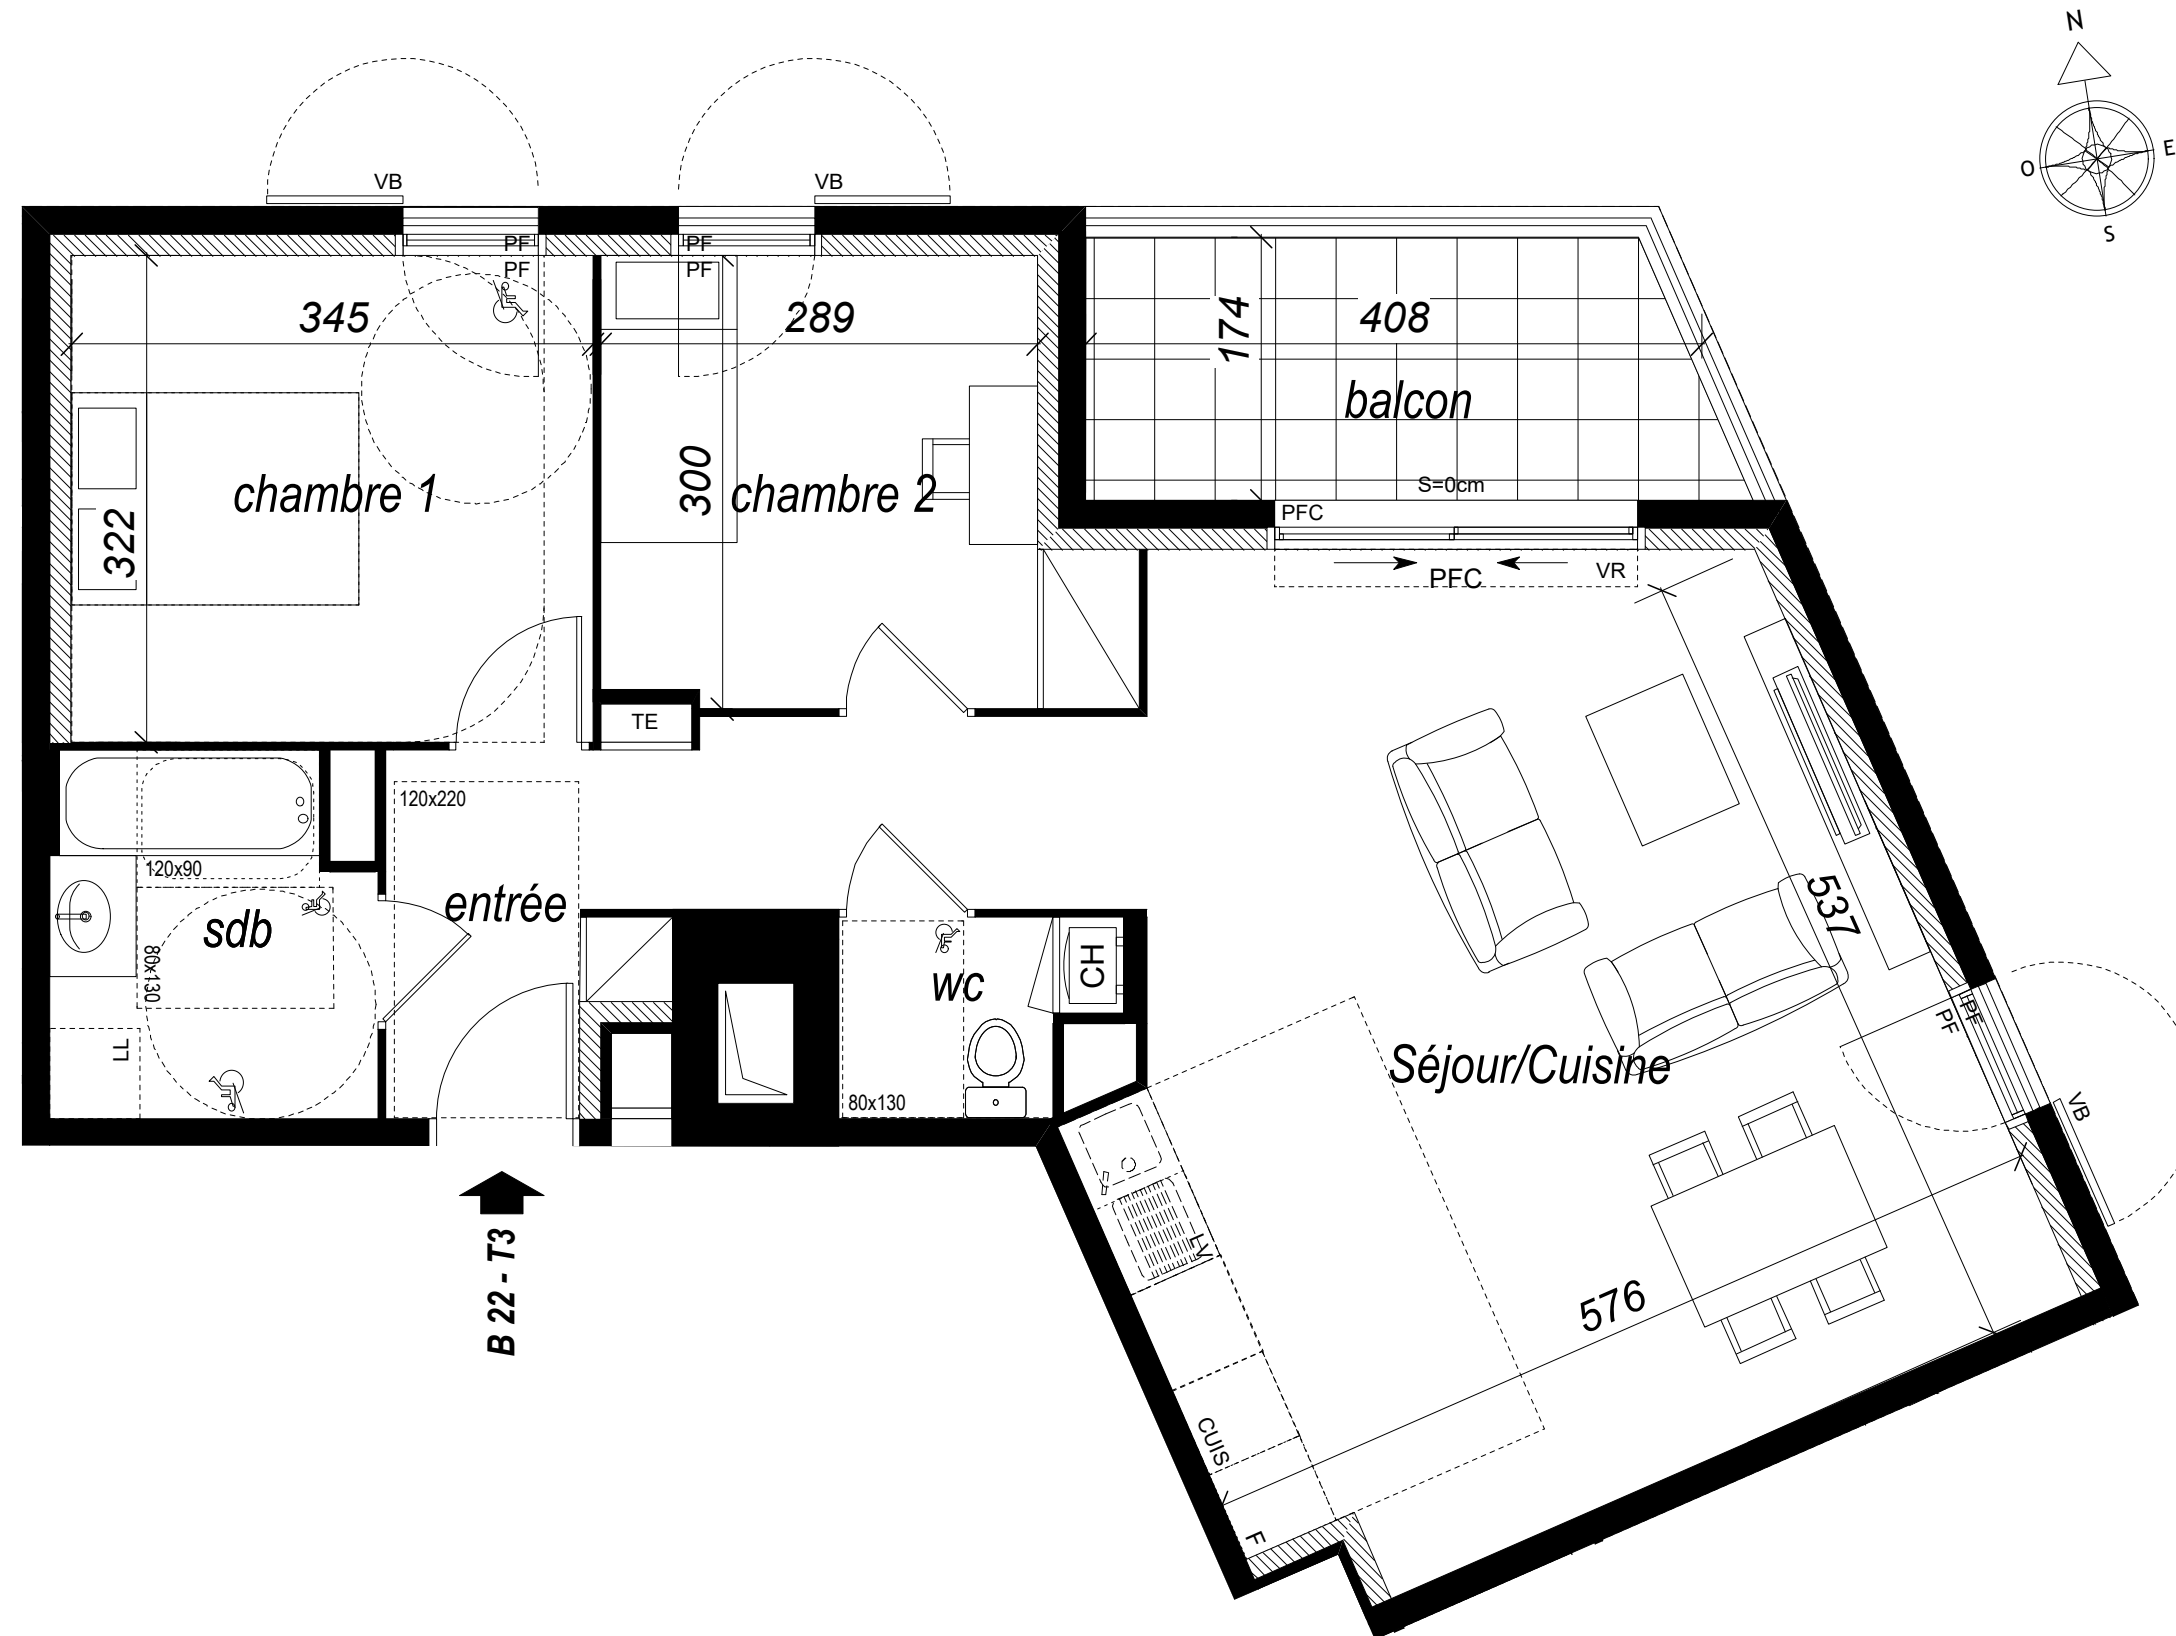 N
O
E
S
VB
VB
PF
PF
PF
PF
345
289
174
408
balcon
chambre 1
322
300
chambre 2
S=0cm
PFC
PFC
VR
TE
120x220
120x90
sdb
80x130
LL
entrée
wc
CH
80x130
537
Séjour/Cuisine
PF
PF
VB
LV
576
CUIS
F
B 22 - T3